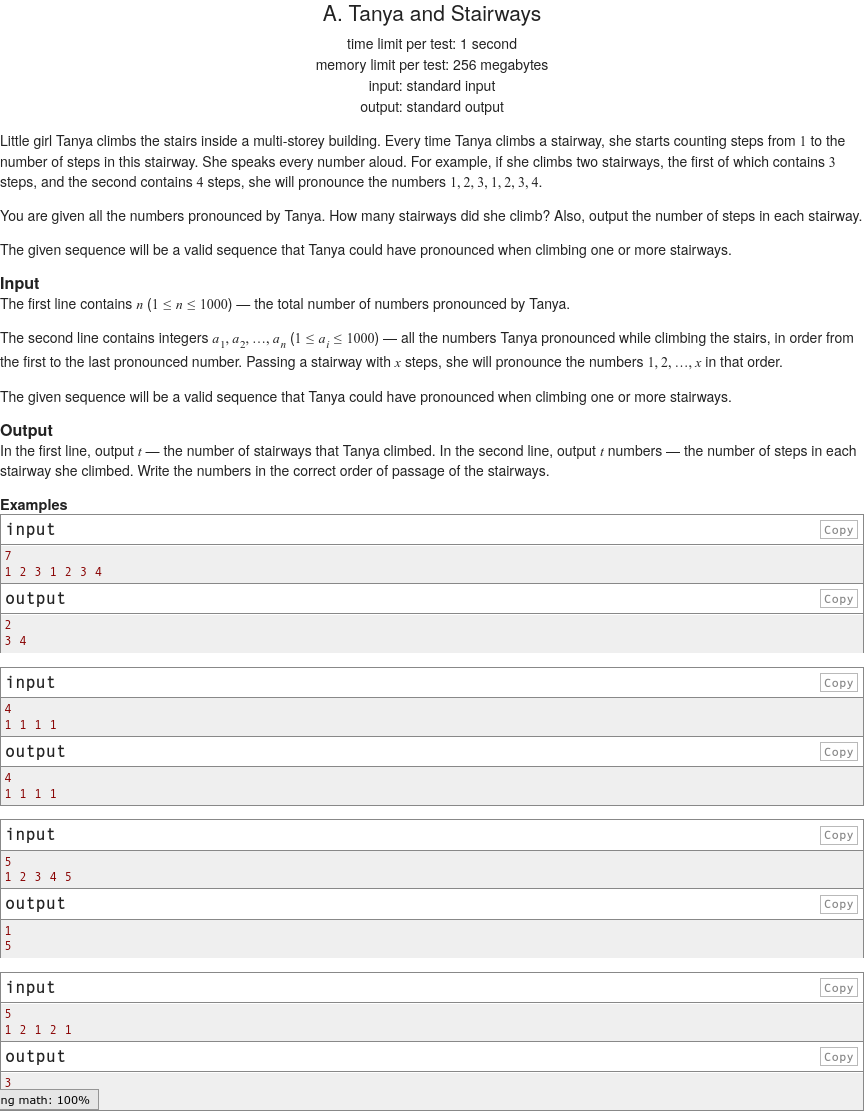 A. Tanya and Stairways
time limit per test: 1 second
memory limit per test: 256 megabytes
input: standard input
output: standard output
Little girl Tanya climbs the stairs inside a multi-storey building. Every time Tanya climbs a stairway, she starts counting steps from 1 to the
number of steps in this stairway. She speaks every number aloud. For example, if she climbs two stairways, the first of which contains 3
steps, and the second contains 4 steps, she will pronounce the numbers 1, 2, 3, 1, 2, 3, 4.
You are given all the numbers pronounced by Tanya. How many stairways did she climb? Also, output the number of steps in each stairway.
The given sequence will be a valid sequence that Tanya could have pronounced when climbing one or more stairways.
Input
The first line contains n (1 ≤ n ≤ 1000) — the total number of numbers pronounced by Tanya.
The second line contains integers a1, a2, …, an (1 ≤ ai ≤ 1000) — all the numbers Tanya pronounced while climbing the stairs, in order from
the first to the last pronounced number. Passing a stairway with x steps, she will pronounce the numbers 1, 2, …, x in that order.
The given sequence will be a valid sequence that Tanya could have pronounced when climbing one or more stairways.
Output
In the first line, output t — the number of stairways that Tanya climbed. In the second line, output t numbers — the number of steps in each
stairway she climbed. Write the numbers in the correct order of passage of the stairways.
Examples
input Copy
7
1 2 3 1 2 3 4
output Copy
2
3 4
input Copy
4
1 1 1 1
output Copy
4
1 1 1 1
input Copy
5
1 2 3 4 5
output Copy
1
5
input Copy
5
1 2 1 2 1
output Copy
3
ng math: 100%